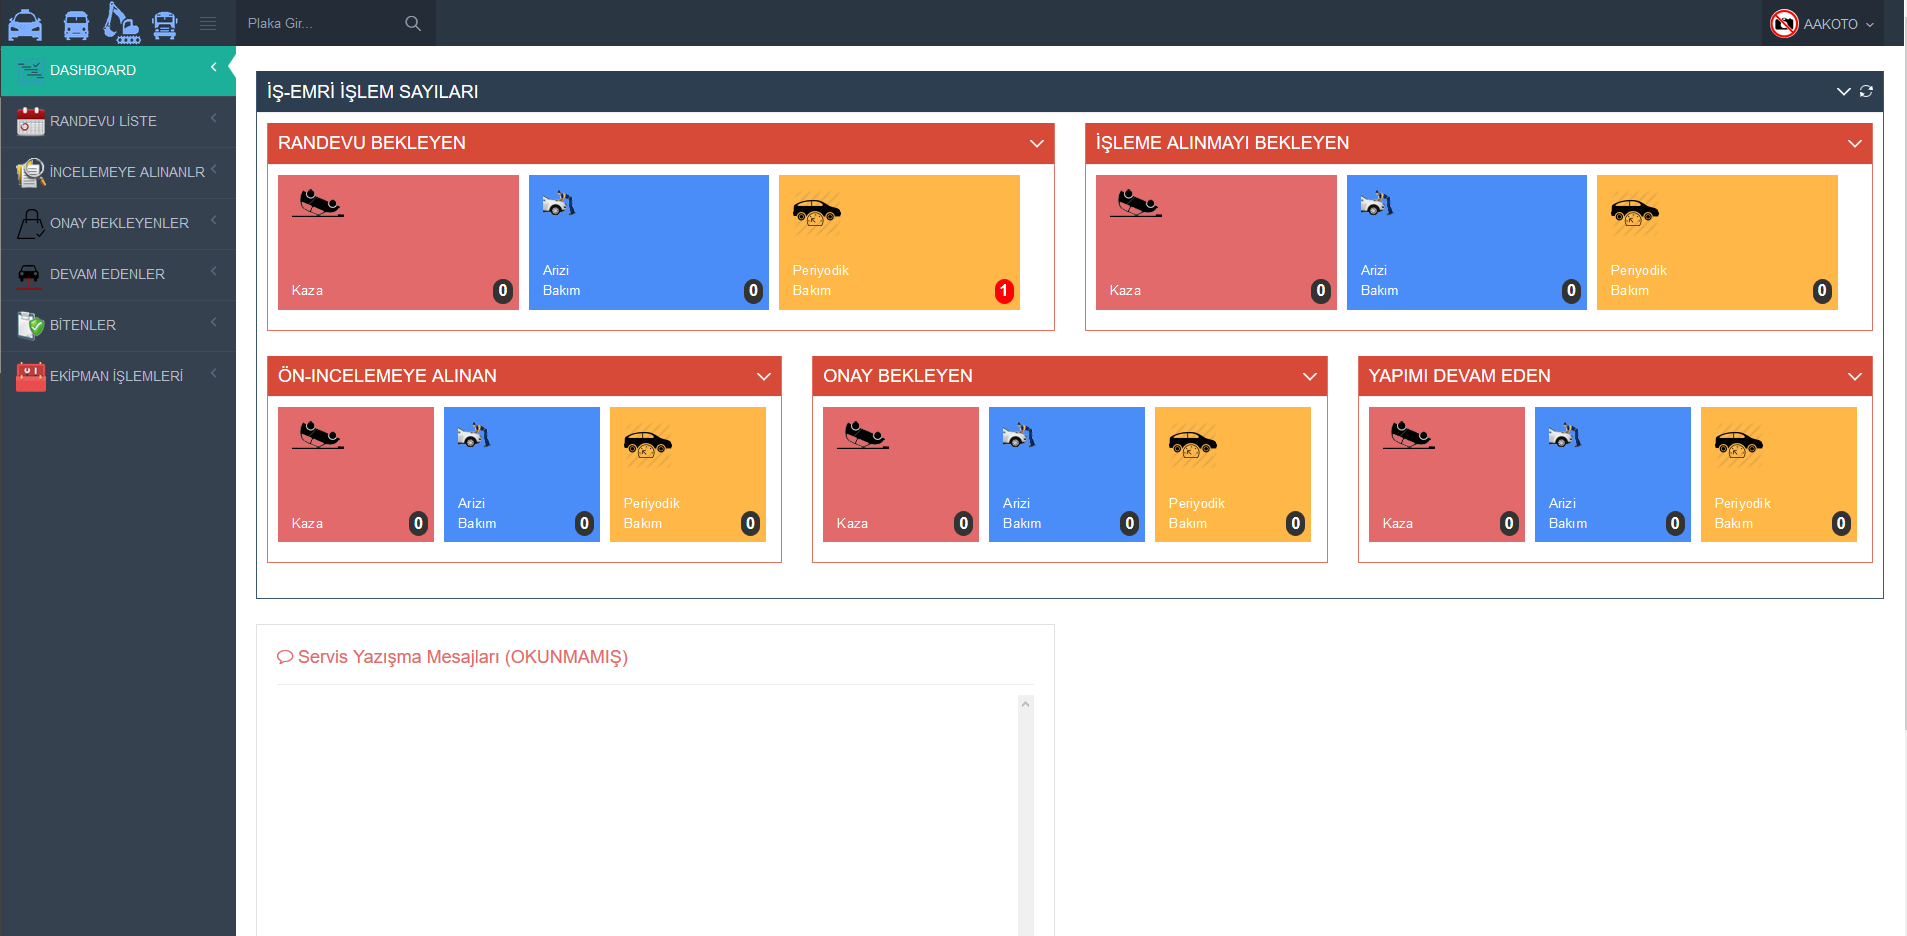 Plaka Gir...
AAKOTO
DASHBOARD
RANDEVU LİSTE
İNCELEMEYE ALINANLR
ONAY BEKLEYENLER
DEVAM EDENLER
BİTENLER
EKİPMAN İŞLEMLERİ
İŞ-EMRİ İŞLEM SAYILARI
RANDEVU BEKLEYEN
Kaza
0
Arizi
Bakım
0
Periyodik
Bakım
1
İŞLEME ALINMAYI BEKLEYEN
Kaza
0
Arizi
Bakım
0
Periyodik
Bakım
0
ÖN-INCELEMEYE ALINAN
Kaza
0
Arizi
Bakım
0
Periyodik
Bakım
0
ONAY BEKLEYEN
Kaza
0
Arizi
Bakım
0
Periyodik
Bakım
0
YAPIMI DEVAM EDEN
Kaza
0
Arizi
Bakım
0
Periyodik
Bakım
0
Servis Yazışma Mesajları (OKUNMAMIŞ)